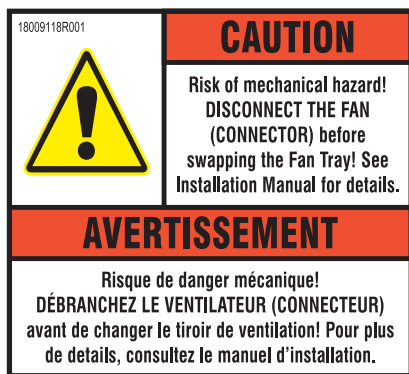 18009118R001
CAUTION
Risk of mechanical hazard!
DISCONNECT THE FAN
(CONNECTOR) before
swapping the Fan Tray! See
Installation Manual for details.
AVERTISSEMENT
Risque de danger mécanique!
DÉBRANCHEZ LE VENTILATEUR (CONNECTEUR)
avant de changer le tiroir de ventilation! Pour plus
de details, consultez le manuel d'installation.